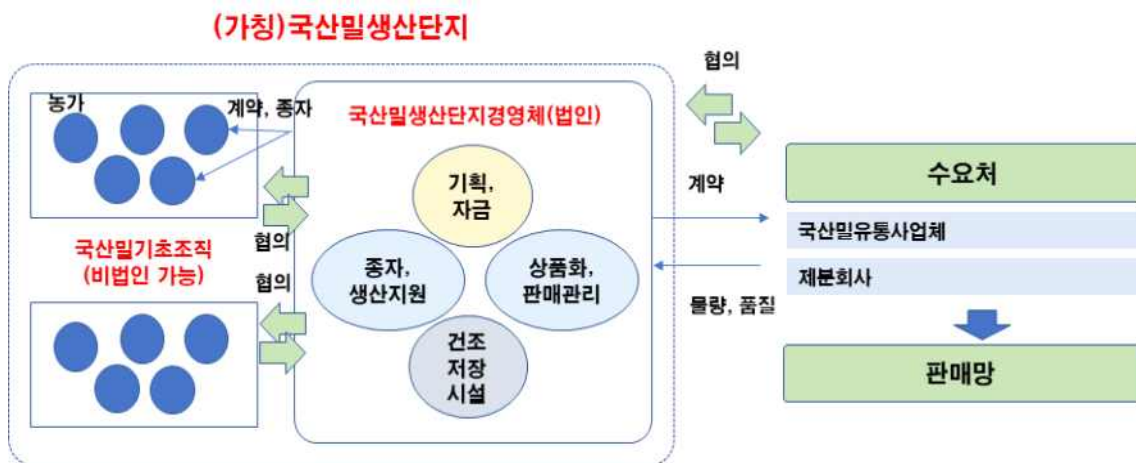 (가칭)국산밀생산단지
농가
계약, 종자
국산밀생산단지경영체(법인)
기획,
자금
종자,
생산지원
상품화,
판매관리
건조
저장
시설
협의
국산밀기초조직
(비법인 가능)
협의
협의
계약
물량, 품질
수요처
국산밀유통사업체
제분회사
판매망